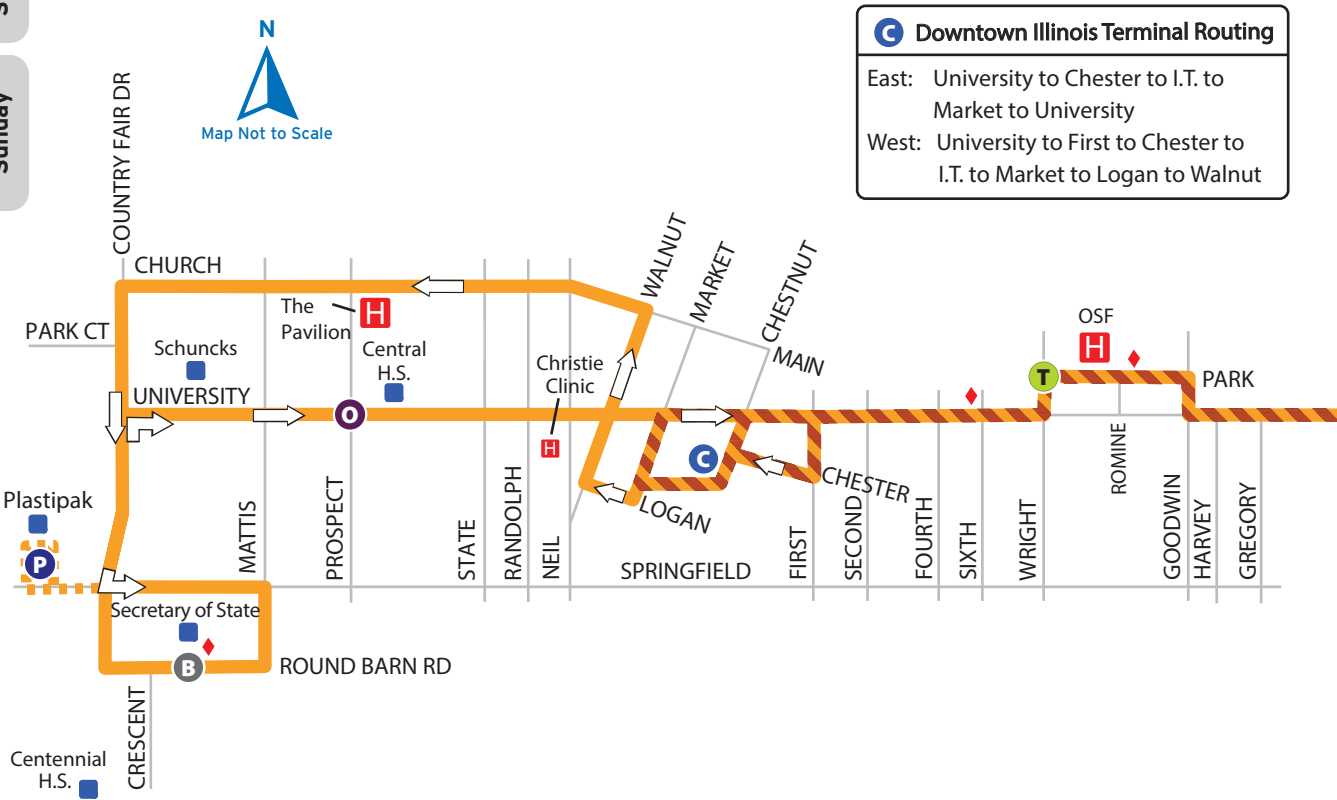 S
Sunday
N
Map Not to Scale
C Downtown Illinois Terminal Routing
East: University to Chester to I.T. to
Market to University
West: University to First to Chester to
I.T. to Market to Logan to Walnut
COUNTRY FAIR DR
CHURCH
WALNUT
MARKET
CHESTNUT
MAIN
PARK CT
The
Pavilion
H
Schuncks
Central
H.S.
Christie
Clinic
H
OSF
H
T
PARK
UNIVERSITY
O
C
CHESTER
LOGAN
Plastipak
P
MATTIS
PROSPECT
STATE
RANDOLPH
NEIL
SPRINGFIELD
FIRST
SECOND
FOURTH
SIXTH
WRIGHT
ROMINE
GOODWIN
HARVEY
GREGORY
Secretary of State
B
ROUND BARN RD
CRESCENT
Centennial
H.S.